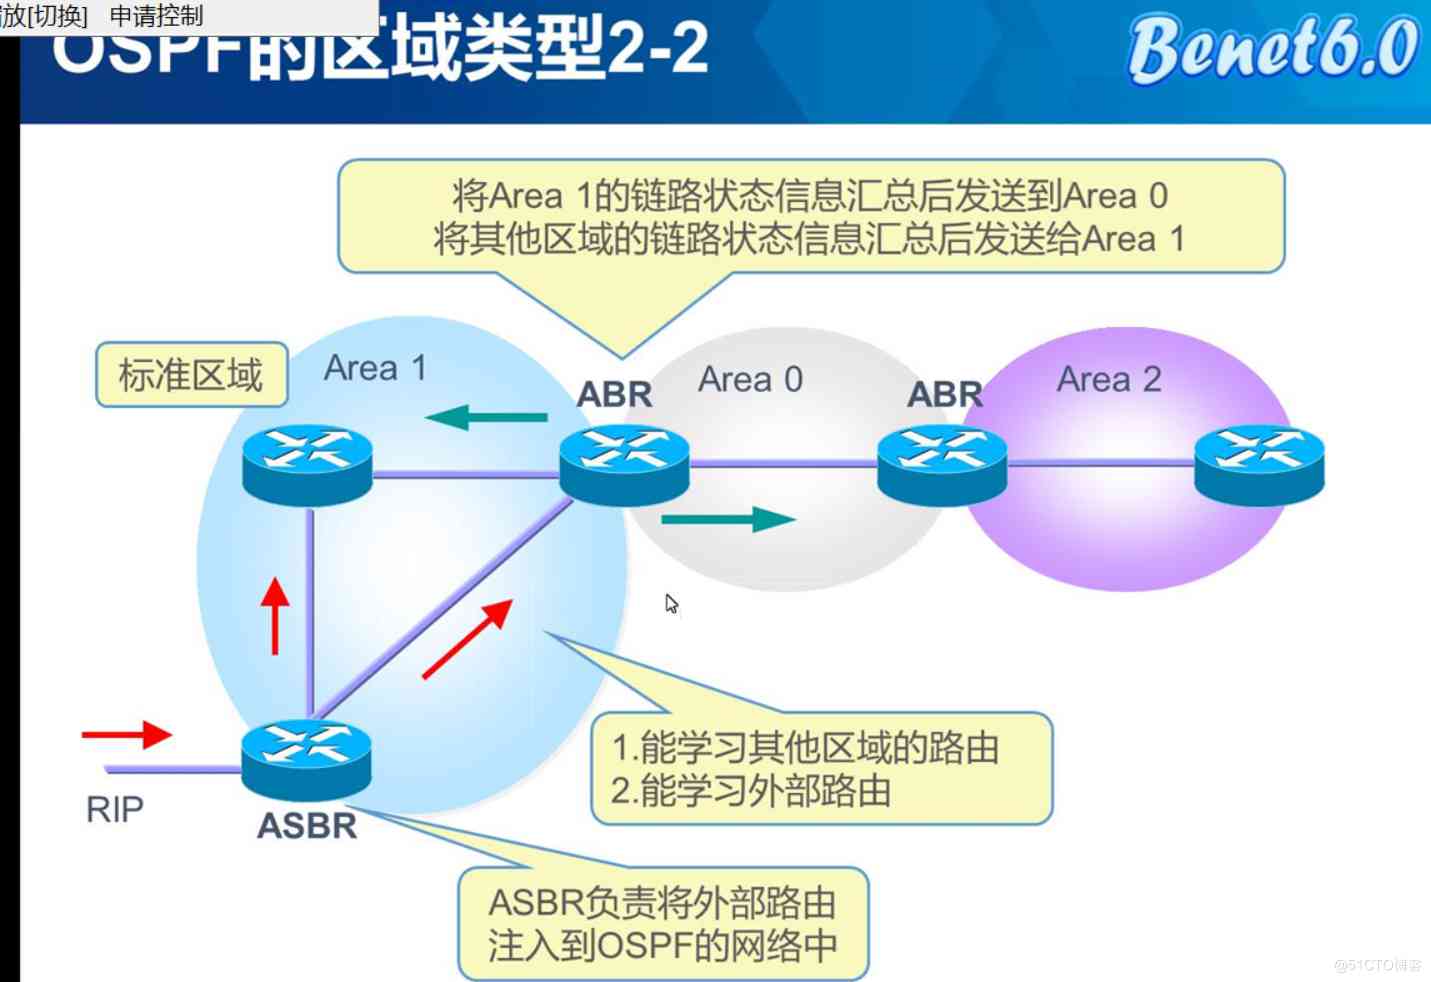 放[切换] 申请控制
OSPF的区域类型2-2
Benet6.0
将Area 1的链路状态信息汇总后发送到Area 0
将其他区域的链路状态信息汇总后发送给Area 1
标准区域
Area 1
ABR
Area 0
ABR
Area 2
1.能学习其他区域的路由
2.能学习外部路由
RIP
ASBR
ASBR负责将外部路由
注入到OSPF的网络中
@51CTO博客